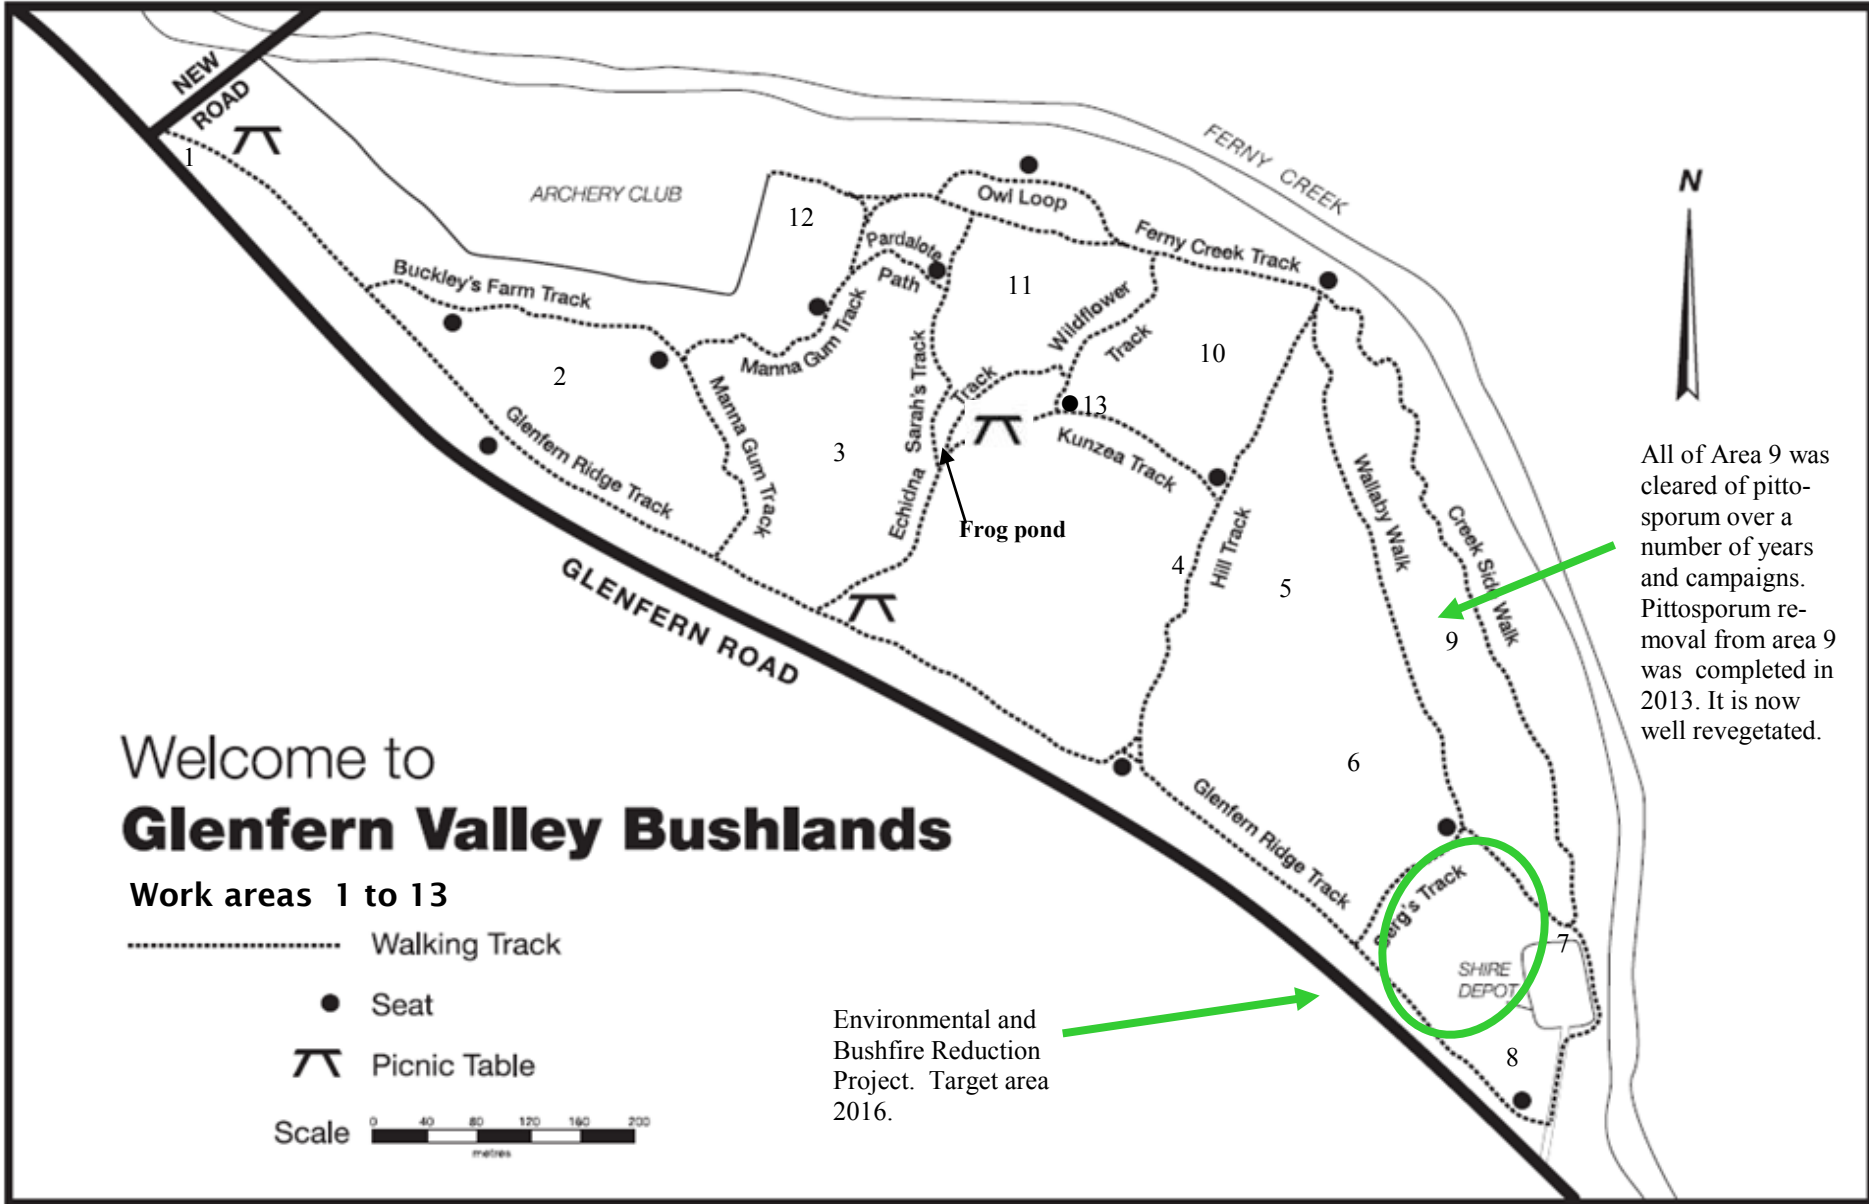 NEW
ROAD
1
ARCHERY CLUB
FERNY CREEK
N
12
Owl Loop
Pardalote
Path
Ferny Creek Track
Buckley's Farm Track
11
Wildflower
Track
10
Manna Gum Track
2
Manna Gum Track
Sarah's Track
Track
13
Kunzea Track
Glenfern Ridge Track
3
Echidna
Frog pond
Wallaby Walk
Creek Side Walk
4
Hill Track
5
9
All of Area 9 was
cleared of pitto-
sporum over a
number of years
and campaigns.
Pittosporum re-
moval from area 9
was completed in
2013. It is now
well revegetated.
GLENFERN ROAD
6
Glenfern Ridge Track
Welcome to
Glenfern Valley Bushlands
Work areas 1 to 13
Walking Track
Seat
Picnic Table
Scale
0 40 80 120 160 200
metres
Track
7
SHIRE
DEPOT
8
Environmental and
Bushfire Reduction
Project. Target area
2016.